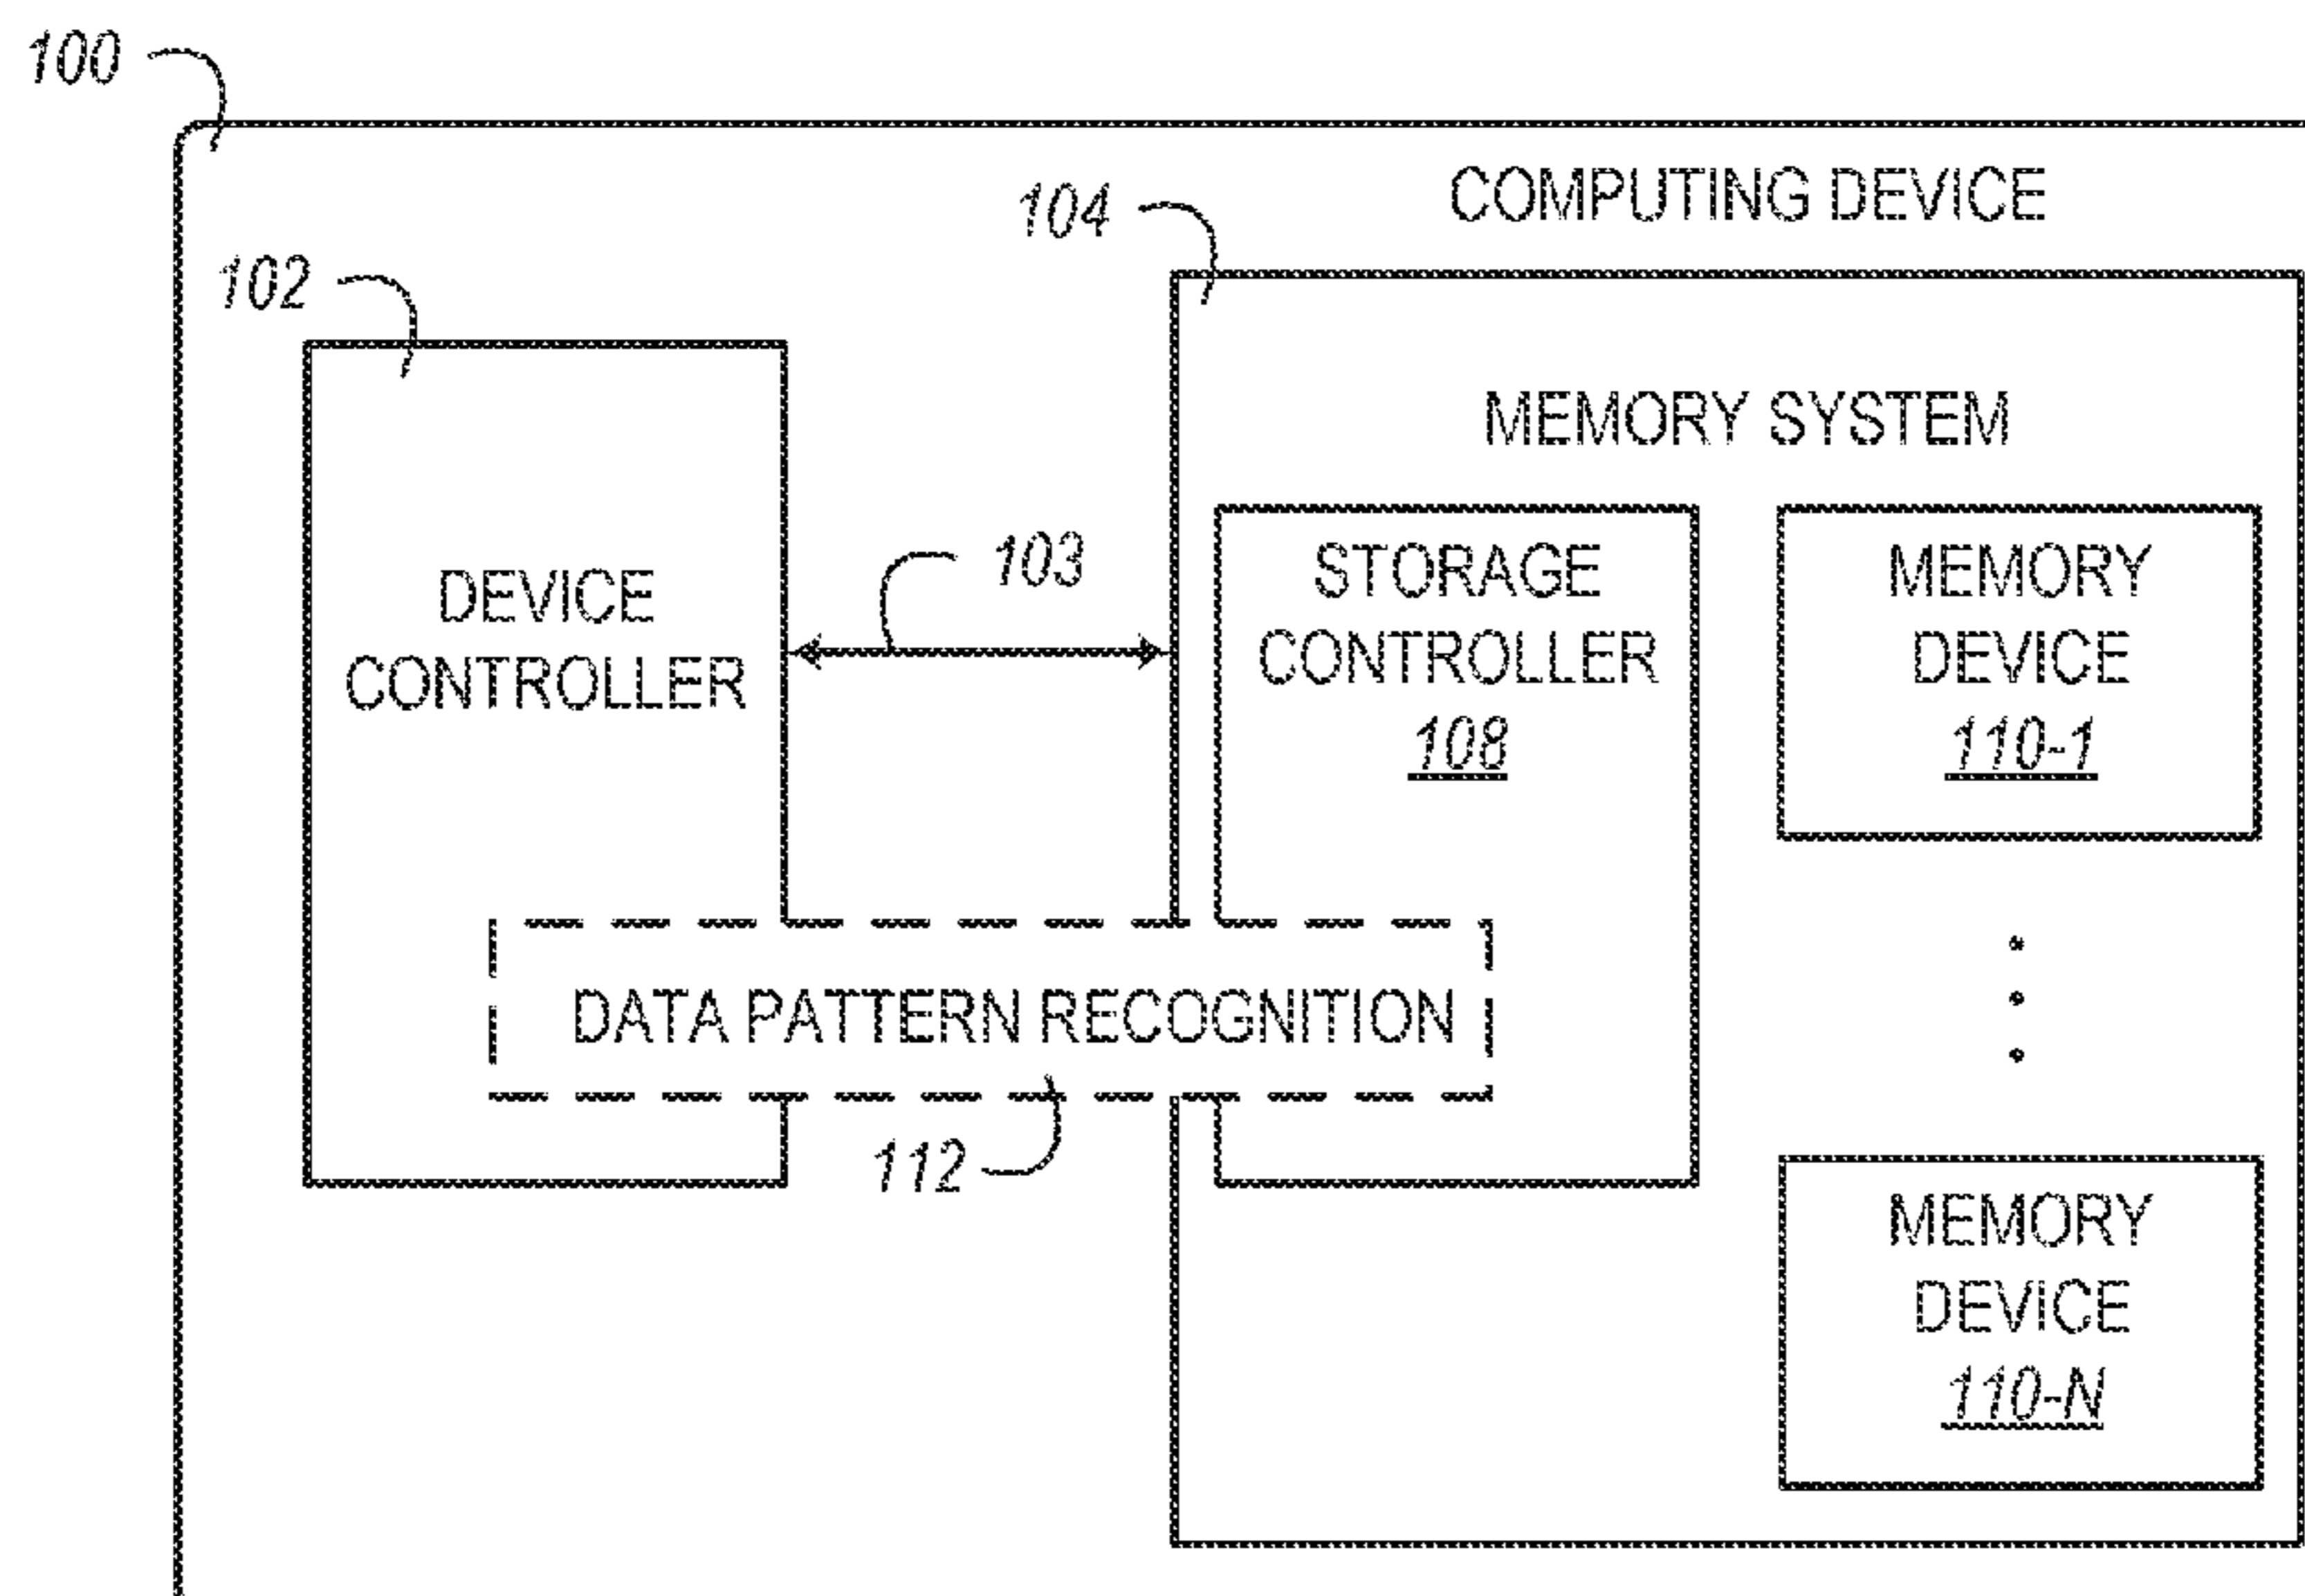 100
COMPUTING DEVICE
104
102
MEMORY SYSTEM
DEVICE
CONTROLLER
103
STORAGE
CONTROLLER
108
MEMORY
DEVICE
110-1
DATA PATTERN RECOGNITION
112
MEMORY
DEVICE
110-N